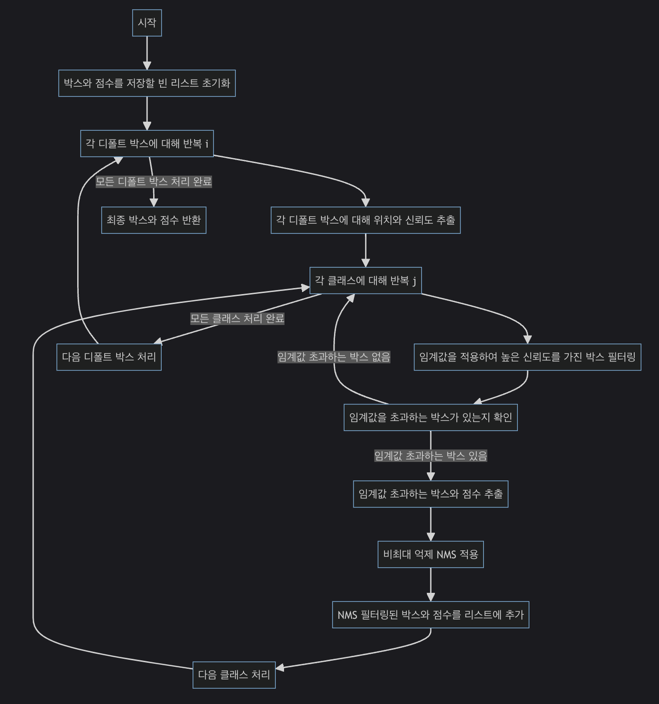 시작
박스와 점수를 저장할 빈 리스트 초기화
각 디폴트 박스에 대해 반복 i
모든 디폴트 박스 처리 완료
최종 박스와 점수 반환
각 디폴트 박스에 대해 위치와 신뢰도 추출
각 클래스에 대해 반복 j
모든 클래스 처리 완료
다음 디폴트 박스 처리
임계값 초과하는 박스 없음
임계값을 적용하여 높은 신뢰도를 가진 박스 필터링
임계값을 초과하는 박스가 있는지 확인
임계값 초과하는 박스 있음
임계값 초과하는 박스와 점수 추출
비최대 억제 NMS 적용
NMS 필터링된 박스와 점수를 리스트에 추가
다음 클래스 처리